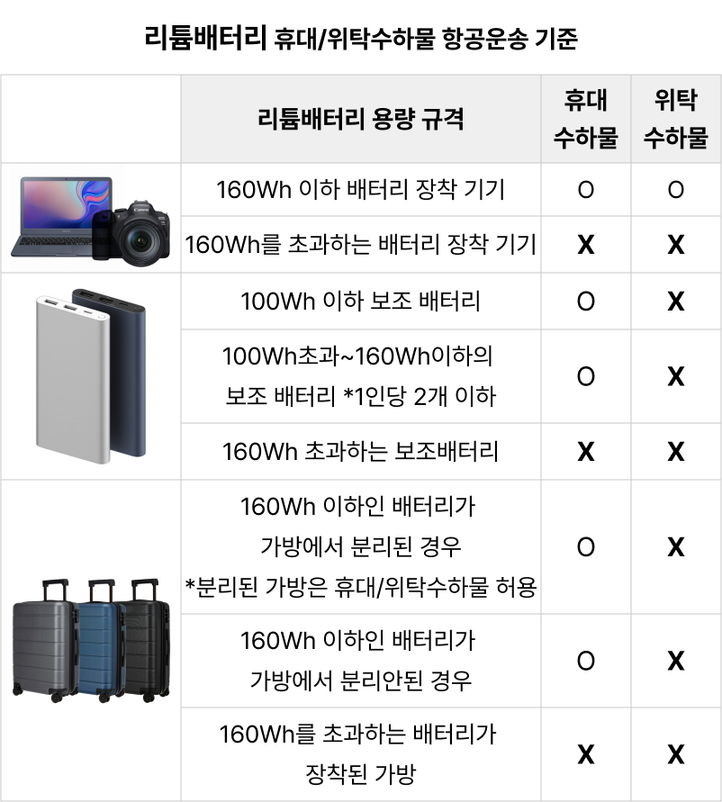 리튬배터리 휴대/위탁수하물 항공운송 기준
리튬배터리 용량 규격
휴대
수하물
위탁
수하물
160Wh 이하 배터리 장착 기기 O O
160Wh를 초과하는 배터리 장착 기기 X X
Canon
100Wh 이하 보조 배터리 O X
100Wh초과~160Wh이하의
보조 배터리 *1인당 2개 이하
O X
160Wh 초과하는 보조배터리 X X
160Wh 이하인 배터리가
가방에서 분리된 경우
*분리된 가방은 휴대/위탁수하물 허용
O X
160Wh 이하인 배터리가
가방에서 분리안된 경우
O X
160Wh를 초과하는 배터리가
장착된 가방
X X